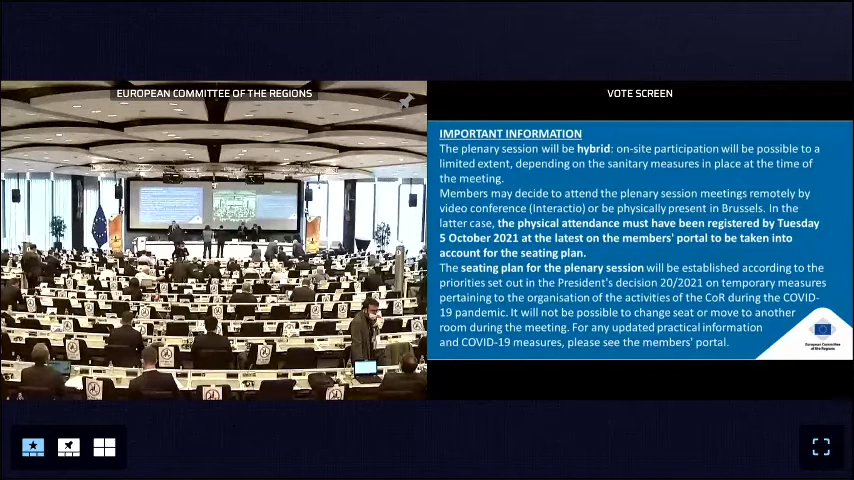 EUROPEAN COMMITTEE OF THE REGIONS
VOTE SCREEN
IMPORTANT INFORMATION
The plenary session will be hybrid: on-site participation will be possible to a
limited extent, depending on the sanitary measures in place at the time of
the meeting.
Members may decide to attend the plenary session meetings remotely by
video conference (Interactio) or be physically present in Brussels. In the
latter case, the physical attendance must have been registered by Tuesday
5 October 2021 at the latest on the members' portal to be taken into
account for the seating plan.
The seating plan for the plenary session will be established according to the
priorities set out in the President's decision 20/2021 on temporary measures
pertaining to the organisation of the activities of the CoR during the COVID-
19 pandemic. It will not be possible to change seat or move to another
room during the meeting. For any updated practical information
and COVID-19 measures, please see the members' portal.
European Committee
of the Regions